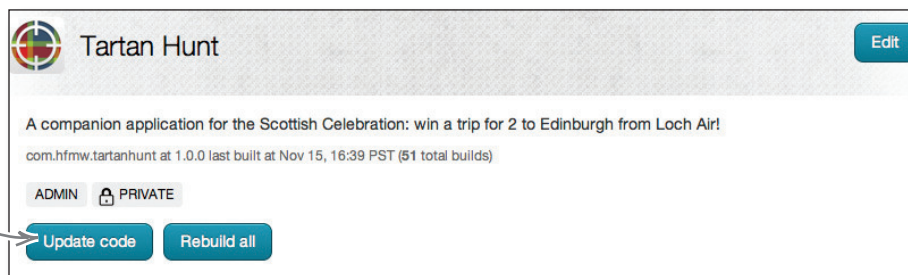 Tartan Hunt
Edit
A companion application for the Scottish Celebration: win a trip for 2 to Edinburgh from Loch Air!
com.hfmw.tartanhunt at 1.0.0 last built at Nov 15, 16:39 PST (51 total builds)
ADMIN PRIVATE
Update code Rebuild all